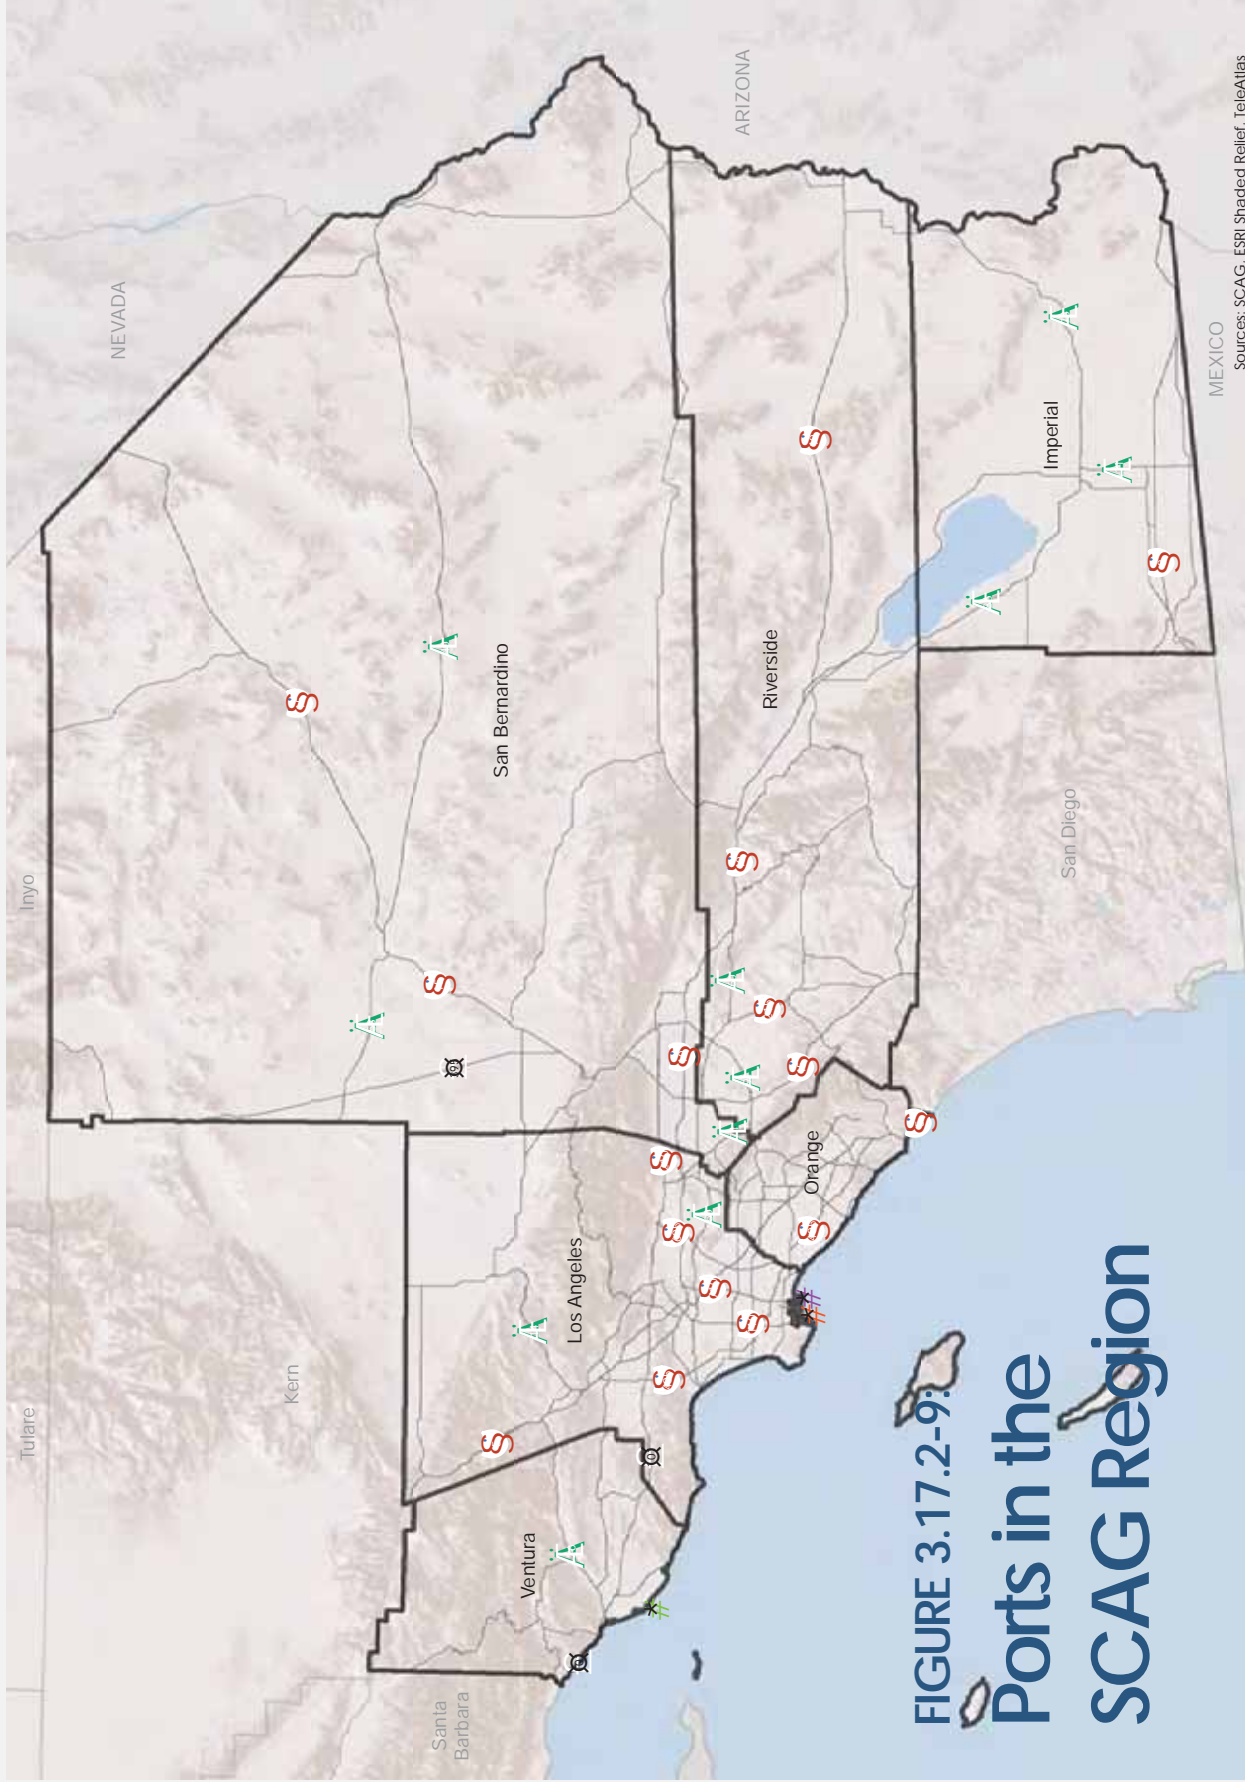 FIGURE 3.17.2-9:
Ports in the
SCAG Region
Tulare
Inyo
NEVADA
Kern
Santa
Barbara
Ventura
Los Angeles
San Bernardino
ARIZONA
Orange
Riverside
San Diego
Imperial
MEXICO
Sources: SCAG, ESRI Shaded Relief, TeleAtlas